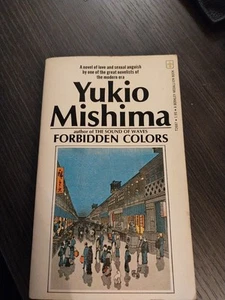 A novel of love and sexual anguish
by one of the great novelists of
the modern era
Yukio
Mishima
author of THE SOUND OF WAVES
FORBIDDEN COLORS